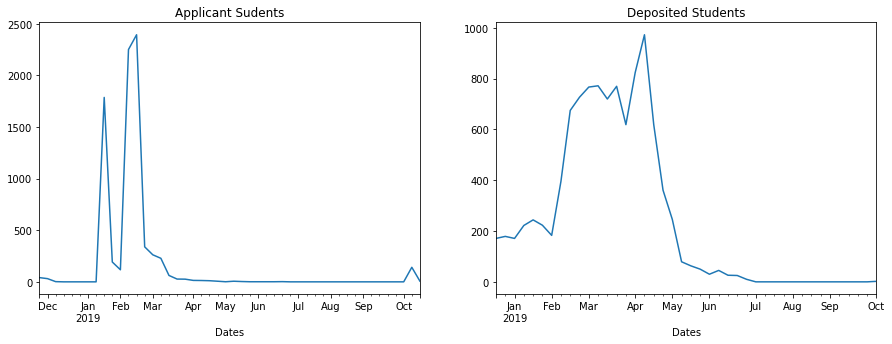 Applicant Sudents
2500
2000
1500
1000
500
0
Dec Jan Feb Mar Apr May Jun Jul Aug Sep Oct
2019
Dates
Deposited Students
1000
800
600
400
200
0
Jan Feb Mar Apr May Jun Jul Aug Sep Oct
2019
Dates